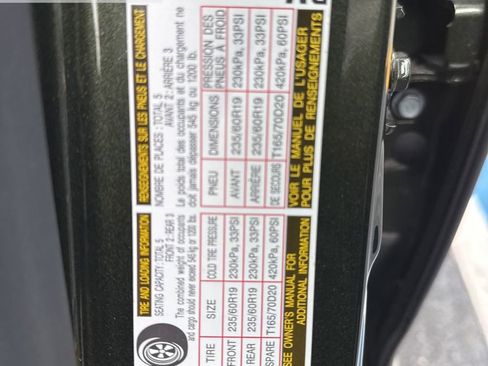 TIRE AND LOADING INFORMATION
SEATING CAPACITY: TOTAL 5
FRONT 2: REAR 3
The combined weight of occupants
and cargo should never exceed 545 kg or 1200 lbs.
TIRE SIZE COLD TIRE PRESSURE
FRONT 235/60R19 230kPa, 33PSI
REAR 235/60R19 230kPa, 33PSI
SPARE T165/70D20 420kPa, 60PSI
SEE OWNER'S MANUAL FOR
ADDITIONAL INFORMATION
RENSEIGNEMENTS SUR LES PNEUS ET LE CHARGEMENT
NOMBRE DE PLACES : TOTAL 5
AVANT 2 : ARRIÈRE 3
Le poids total des occupants et du chargement ne
doit jamais dépasser 545 kg ou 1200 lb.
PNEU DIMENSIONS PRESSION DES PNEUS À FROID
AVANT 235/60R19 230kPa, 33PSI
ARRIÈRE 235/60R19 230kPa, 33PSI
DE SECOURS T165/70D20 420kPa, 60PSI
VOIR LE MANUEL DE L'USAGER
POUR PLUS DE RENSEIGNEMENTS